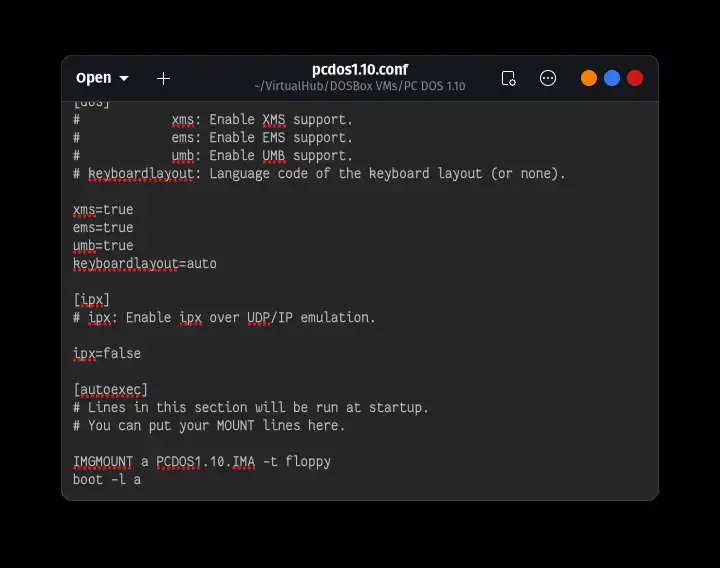 Open
pcdos1.10.conf
~/VirtualHub/DOSBox VMs/PC DOS 1.10
[dos]
# xms: Enable XMS support.
# ems: Enable EMS support.
# umb: Enable UMB support.
# keyboardlayout: Language code of the keyboard layout (or none).
xms=true
ems=true
umb=true
keyboardlayout=auto
[ipx]
# ipx: Enable ipx over UDP/IP emulation.
ipx=false
[autoexec]
# Lines in this section will be run at startup.
# You can put your MOUNT lines here.
IMGMOUNT a PCDOS1.10.IMA -t floppy
boot -l a